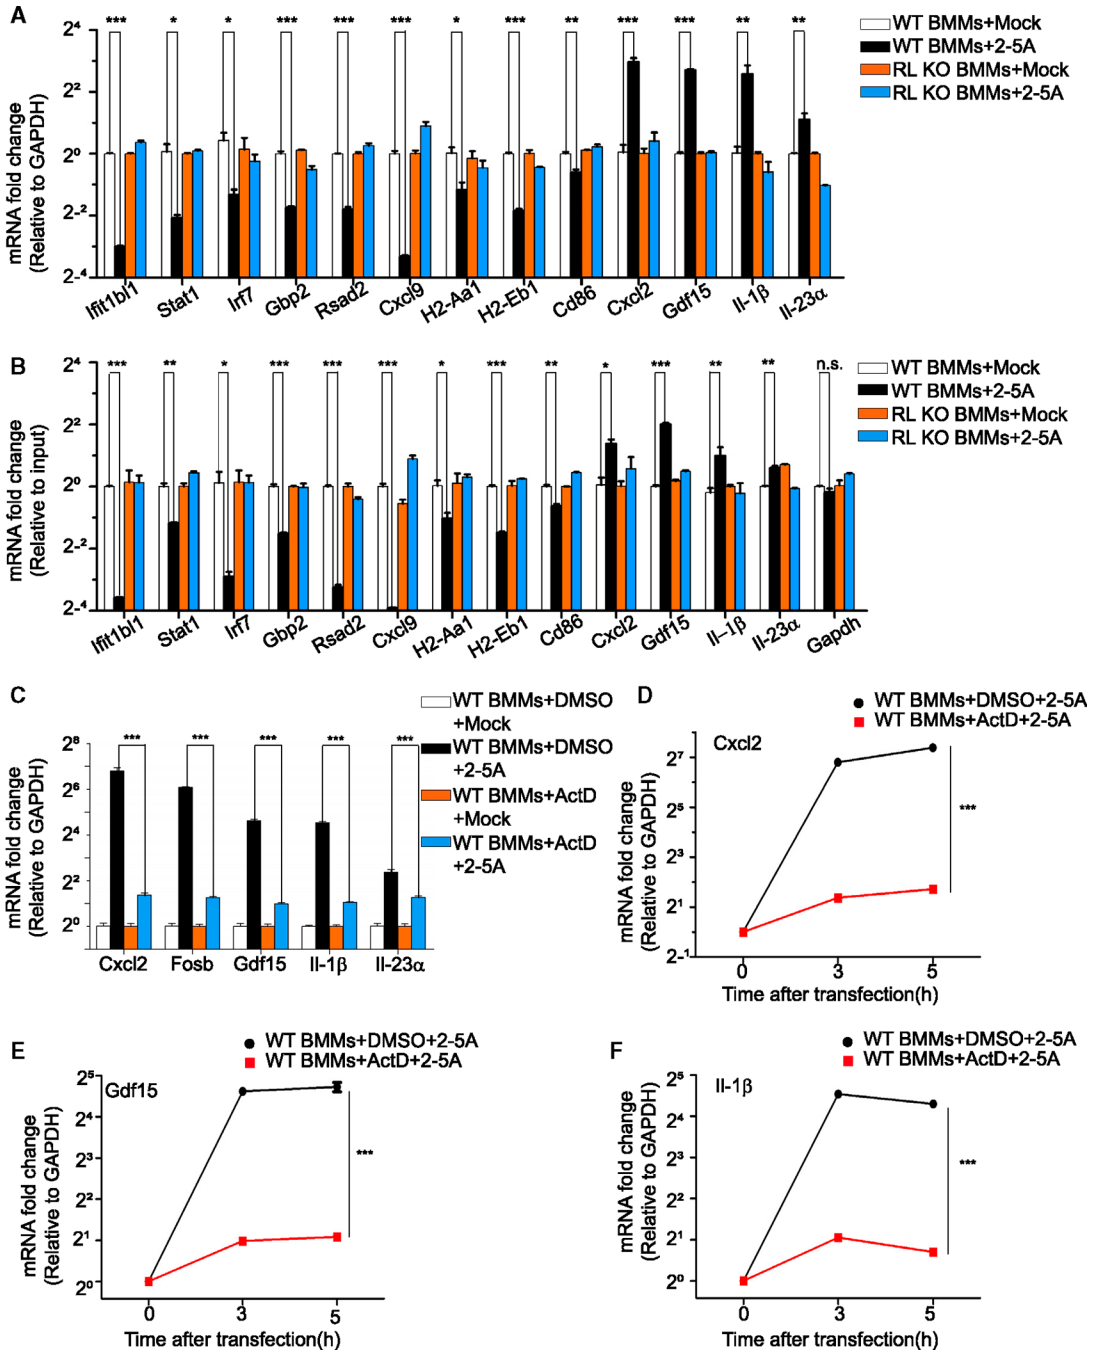 A
*** * * *** *** *** * *** ** *** *** ** **
WT BMMs+Mock
WT BMMs+2-5A
RL KO BMMs+Mock
RL KO BMMs+2-5A
mRNA fold change
(Relative to GAPDH)
2⁴
2²
2⁰
2⁻²
2⁻⁴
Ifit1bl1 Stat1 Irf7 Gbp2 Rsad2 Cxcl9 H2-Aa1 H2-Eb1 Cd86 Cxcl2 Gdf15 Il-1β Il-23α
B
*** ** * *** *** *** * *** ** * *** ** ** n.s.
WT BMMs+Mock
WT BMMs+2-5A
RL KO BMMs+Mock
RL KO BMMs+2-5A
mRNA fold change
(Relative to input)
2⁴
2²
2⁰
2⁻²
2⁻⁴
Ifit1bl1 Stat1 Irf7 Gbp2 Rsad2 Cxcl9 H2-Aa1 H2-Eb1 Cd86 Cxcl2 Gdf15 Il-1β Il-23α Gapdh
C
WT BMMs+DMSO
+Mock
WT BMMs+DMSO
+2-5A
WT BMMs+ActD
+Mock
WT BMMs+ActD
+2-5A
*** *** *** *** ***
mRNA fold change
(Relative to GAPDH)
2⁸
2⁶
2⁴
2²
2⁰
Cxcl2 Fosb Gdf15 Il-1β Il-23α
D
WT BMMs+DMSO+2-5A
WT BMMs+ActD+2-5A
Cxcl2
mRNA fold change
(Relative to GAPDH)
2⁷
2⁵
2³
2¹
2⁻¹
***
0 3 5
Time after transfection(h)
E
WT BMMs+DMSO+2-5A
WT BMMs+ActD+2-5A
Gdf15
mRNA fold change
(Relative to GAPDH)
2⁵
2⁴
2³
2²
2¹
2⁰
***
0 3 5
Time after transfection(h)
F
WT BMMs+DMSO+2-5A
WT BMMs+ActD+2-5A
Il-1β
mRNA fold change
(Relative to GAPDH)
2⁵
2⁴
2³
2²
2¹
2⁰
***
0 3 5
Time after transfection(h)